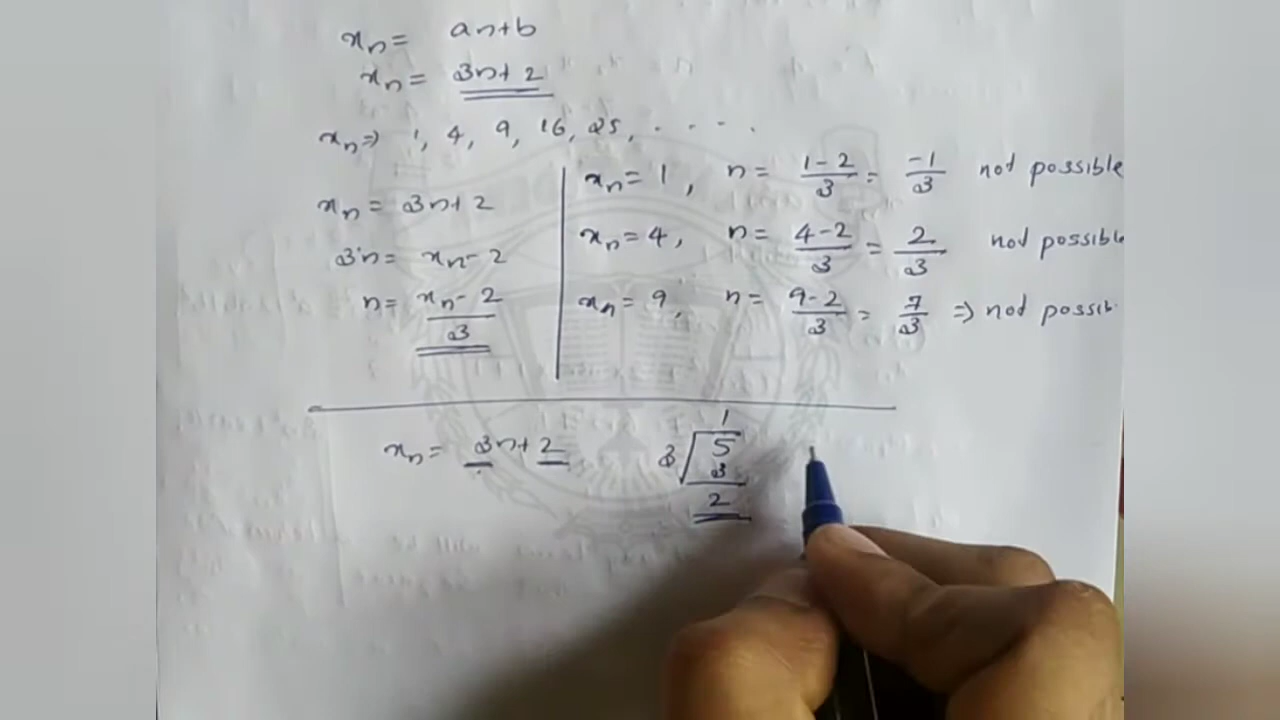 xn = an+b
xn = 3n+2
xn ⇒ 1, 4, 9, 16, 25, . . . .
xn = 3n+2
3n = xn - 2
n = xn - 2 / 3
xn = 1, n = 1-2 / 3 = -1 / 3 not possible
xn = 4, n = 4-2 / 3 = 2 / 3 not possible
xn = 9, n = 9-2 / 3 = 7 / 3 ⇒ not possib
xn = 3n+2
1
3 5
3
2